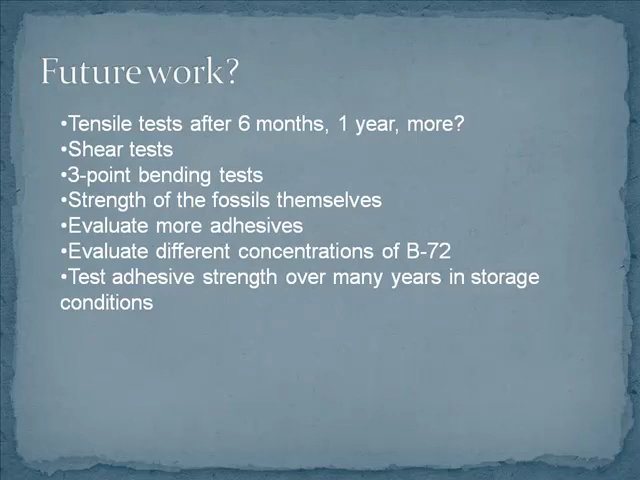 Future work?
•Tensile tests after 6 months, 1 year, more?
•Shear tests
•3-point bending tests
•Strength of the fossils themselves
•Evaluate more adhesives
•Evaluate different concentrations of B-72
•Test adhesive strength over many years in storage
conditions